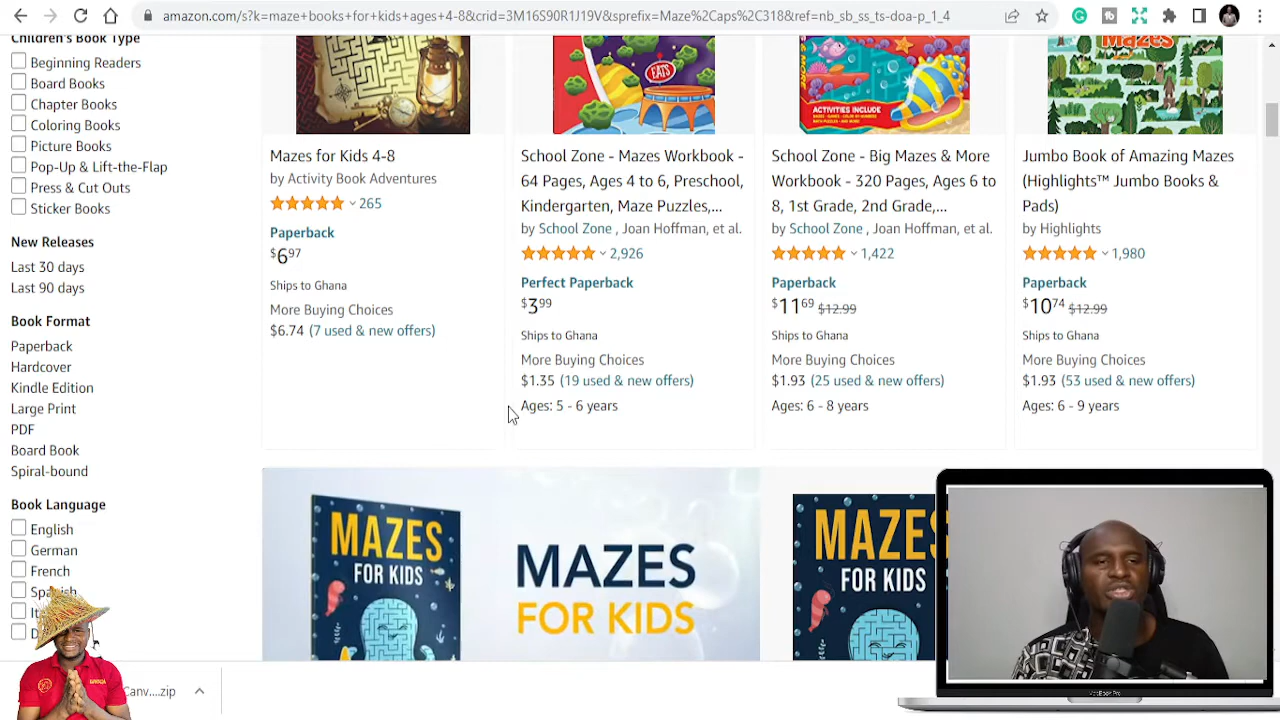 amazon.com/s?k=maze+books+for+kids+ages+4-8&crid=3M16S90R1J19V&sprefix=Maze%2Caps%2C318&ref=nb_sb_ss_ts-doa-p_1_4
Children's Book Type
Beginning Readers
Board Books
Chapter Books
Coloring Books
Picture Books
Pop-Up & Lift-the-Flap
Press & Cut Outs
Sticker Books
New Releases
Last 30 days
Last 90 days
Book Format
Paperback
Hardcover
Kindle Edition
Large Print
PDF
Board Book
Spiral-bound
Book Language
English
German
French
Spanish
Mazes for Kids 4-8
by Activity Book Adventures
265
Paperback
$6.97
Ships to Ghana
More Buying Choices
$6.74 (7 used & new offers)
EATS
School Zone - Mazes Workbook -
64 Pages, Ages 4 to 6, Preschool,
Kindergarten, Maze Puzzles,...
by School Zone , Joan Hoffman, et al.
2,926
Perfect Paperback
$3.99
Ships to Ghana
More Buying Choices
$1.35 (19 used & new offers)
Ages: 5 - 6 years
MORE!
ACTIVITIES INCLUDE
School Zone - Big Mazes & More
Workbook - 320 Pages, Ages 6 to
8, 1st Grade, 2nd Grade,...
by School Zone , Joan Hoffman, et al.
1,422
Paperback
$11.69 $12.99
Ships to Ghana
More Buying Choices
$1.93 (25 used & new offers)
Ages: 6 - 8 years
Mazes
Jumbo Book of Amazing Mazes
(Highlights™ Jumbo Books &
Pads)
by Highlights
1,980
Paperback
$10.74 $12.99
Ships to Ghana
More Buying Choices
$1.93 (53 used & new offers)
Ages: 6 - 9 years
MAZES
FOR KIDS
MAZES
FOR KIDS
MAZES
FOR KIDS
Canv....zip
MacBook Pro